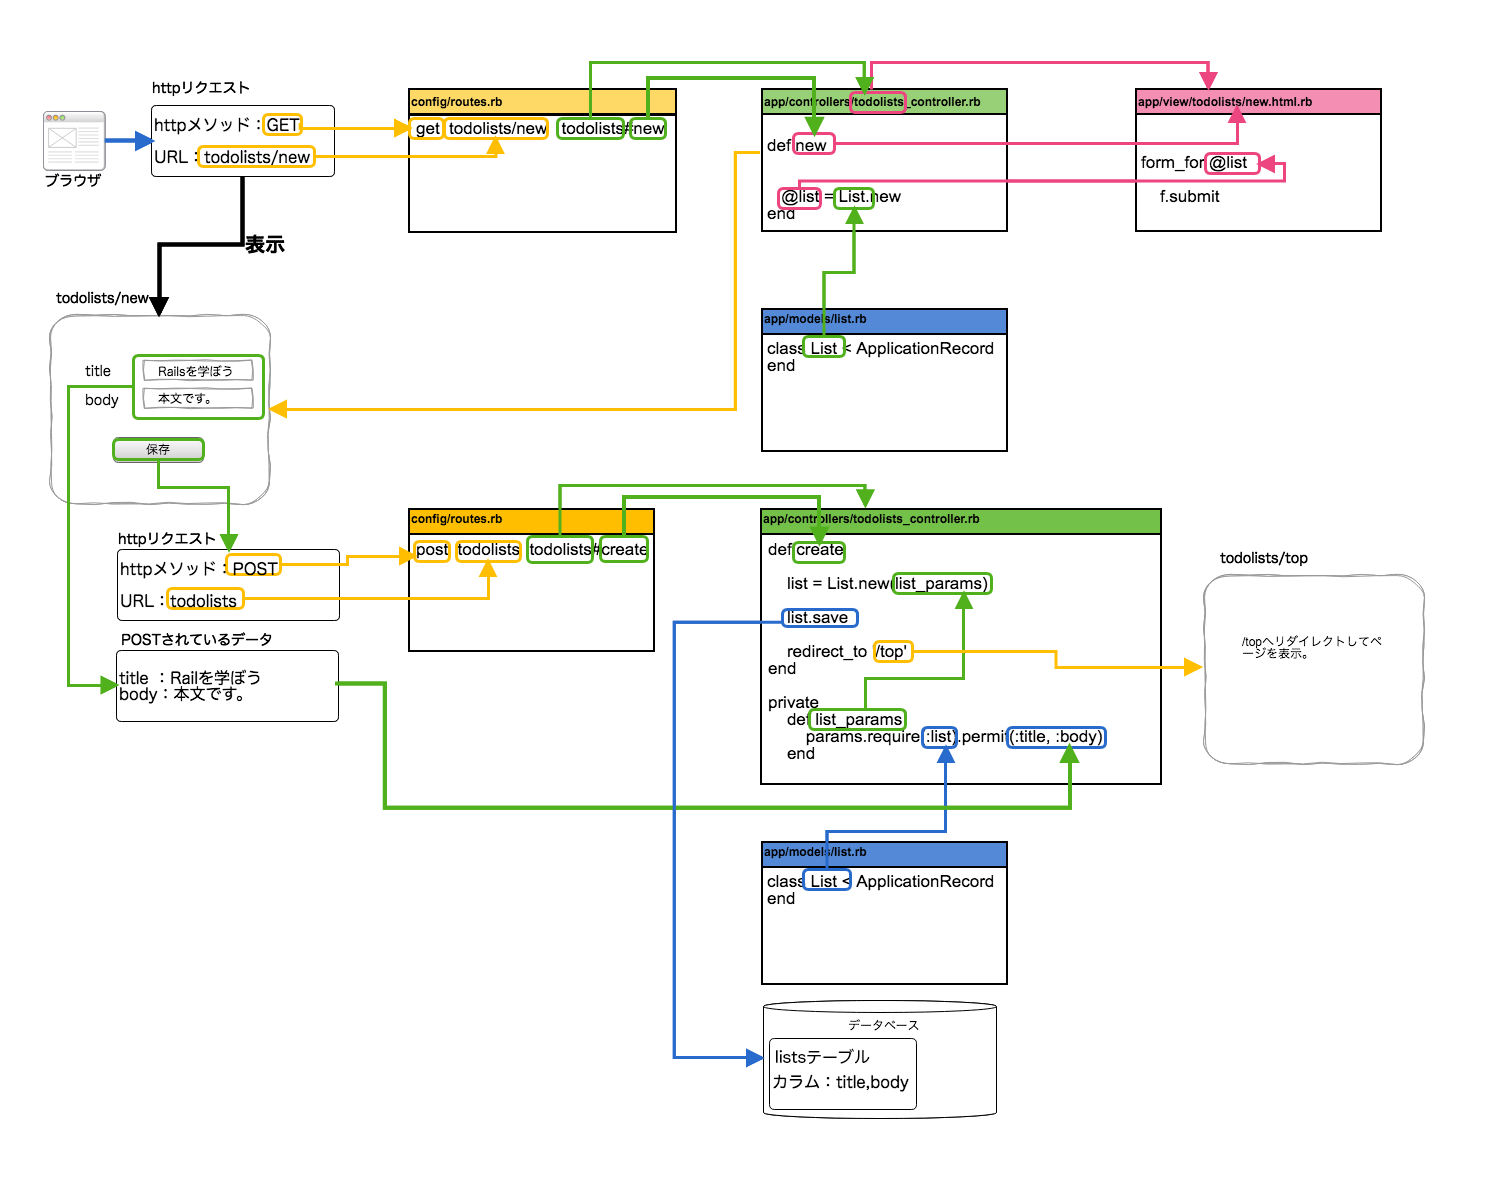 httpリクエスト
httpメソッド：GET
URL：todolists/new
ブラウザ
config/routes.rb
get todolists/new todolists#new
app/controllers/todolists_controller.rb
def new
@list = List.new
end
app/view/todolists/new.html.rb
form_for @list
f.submit
表示
app/models/list.rb
class List < ApplicationRecord
end
todolists/new
title
Railsを学ぼう
body
本文です。
保存
httpリクエスト
httpメソッド：POST
URL：todolists
POSTされているデータ
title ：Railを学ぼう
body：本文です。
config/routes.rb
post todolists todolists#create
app/controllers/todolists_controller.rb
def create
list = List.new(list_params)
list.save
redirect_to '/top'
end
private
def list_params
params.require(:list).permit(:title, :body)
end
todolists/top
/topへリダイレクトしてペ
ージを表示。
app/models/list.rb
class List < ApplicationRecord
end
データベース
listsテーブル
カラム：title,body